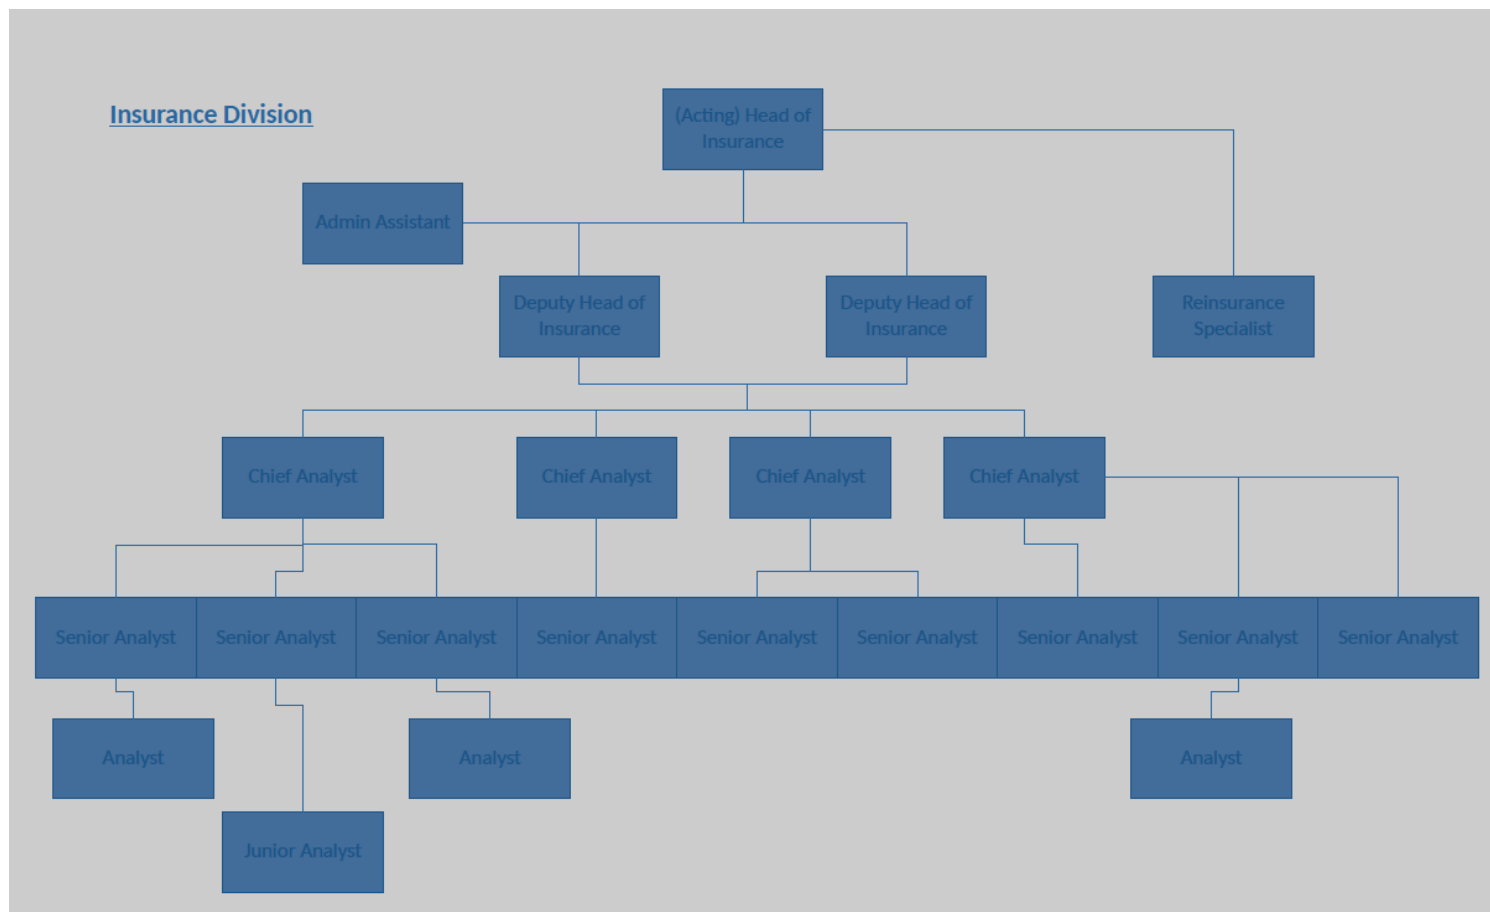 Insurance Division
(Acting) Head of
Insurance
Admin Assistant
Deputy Head of
Insurance
Deputy Head of
Insurance
Reinsurance
Specialist
Chief Analyst
Chief Analyst
Chief Analyst
Chief Analyst
Senior Analyst
Senior Analyst
Senior Analyst
Senior Analyst
Senior Analyst
Senior Analyst
Senior Analyst
Senior Analyst
Senior Analyst
Analyst
Analyst
Analyst
Junior Analyst